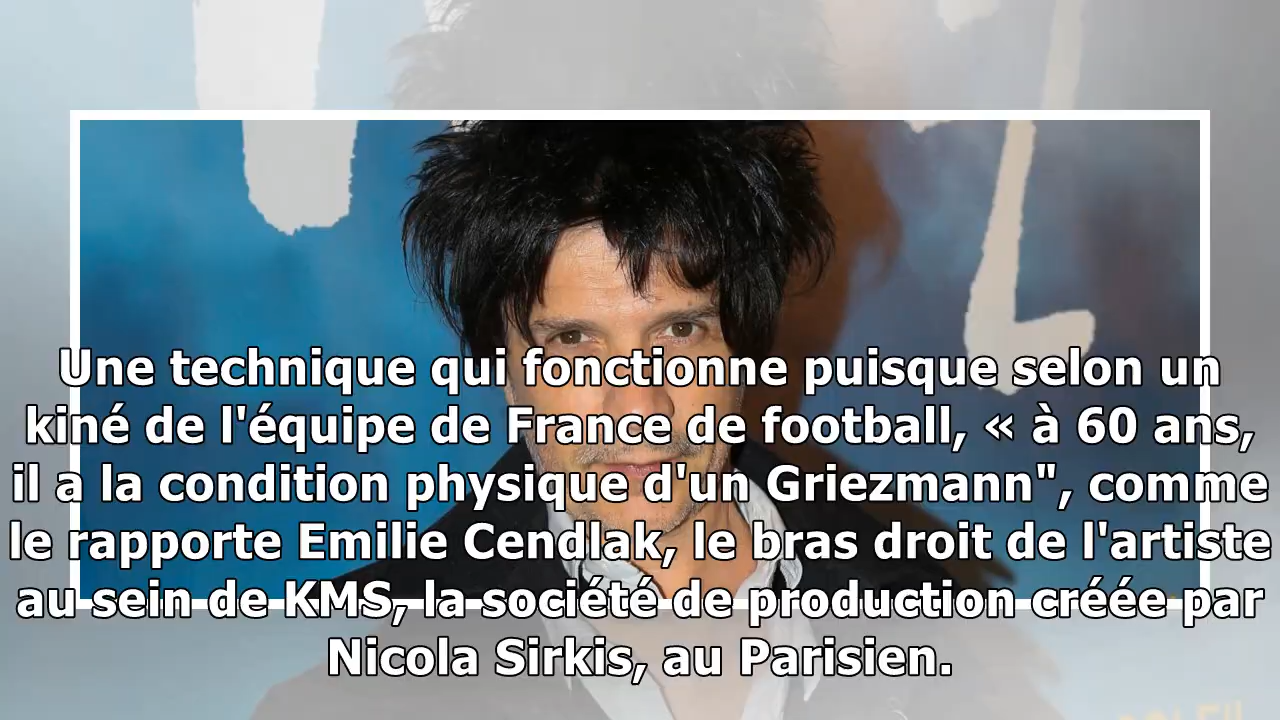 Une technique qui fonctionne puisque selon un
kiné de l'équipe de France de football, « à 60 ans,
il a la condition physique d'un Griezmann", comme
le rapporte Emilie Cendlak, le bras droit de l'artiste
au sein de KMS, la société de production créée par
Nicola Sirkis, au Parisien.